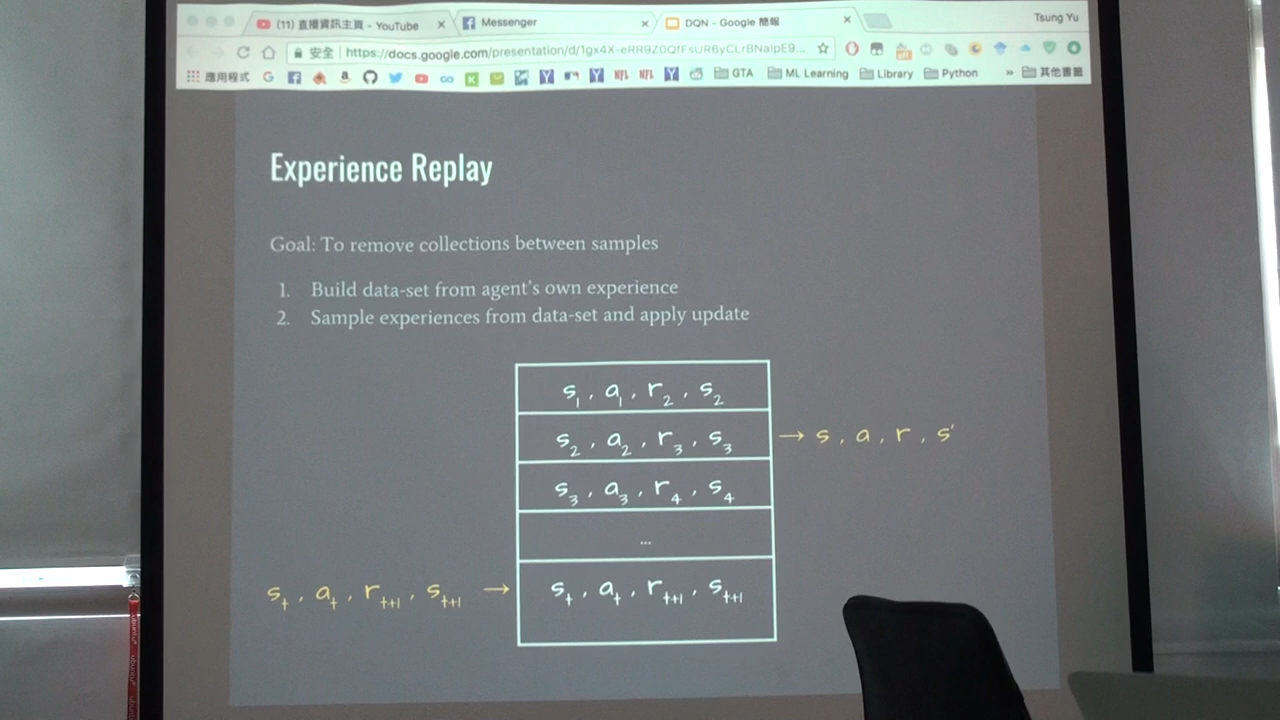 (11) 直播資訊主頁 - YouTube × Messenger × DQN - Google 簡報 × Tsung Yu
安全 | https://docs.google.com/presentation/d/1gx4X-
應用程式 GTA ML Learning Library Python » 其他書籤
Experience Replay
Goal: To remove collections between samples
1. Build data-set from agent's own experience
2. Sample experiences from data-set and apply update
s₁ , a₁ , r₂ , s₂
s₂ , a₂ , r₃ , s₃ → s , a , r , s'
s₃ , a₃ , r₄ , s₄
...
sₜ , aₜ , rₜ₊₁ , sₜ₊₁ → sₜ , aₜ , rₜ₊₁ , sₜ₊₁
ubuntu
ubuntu